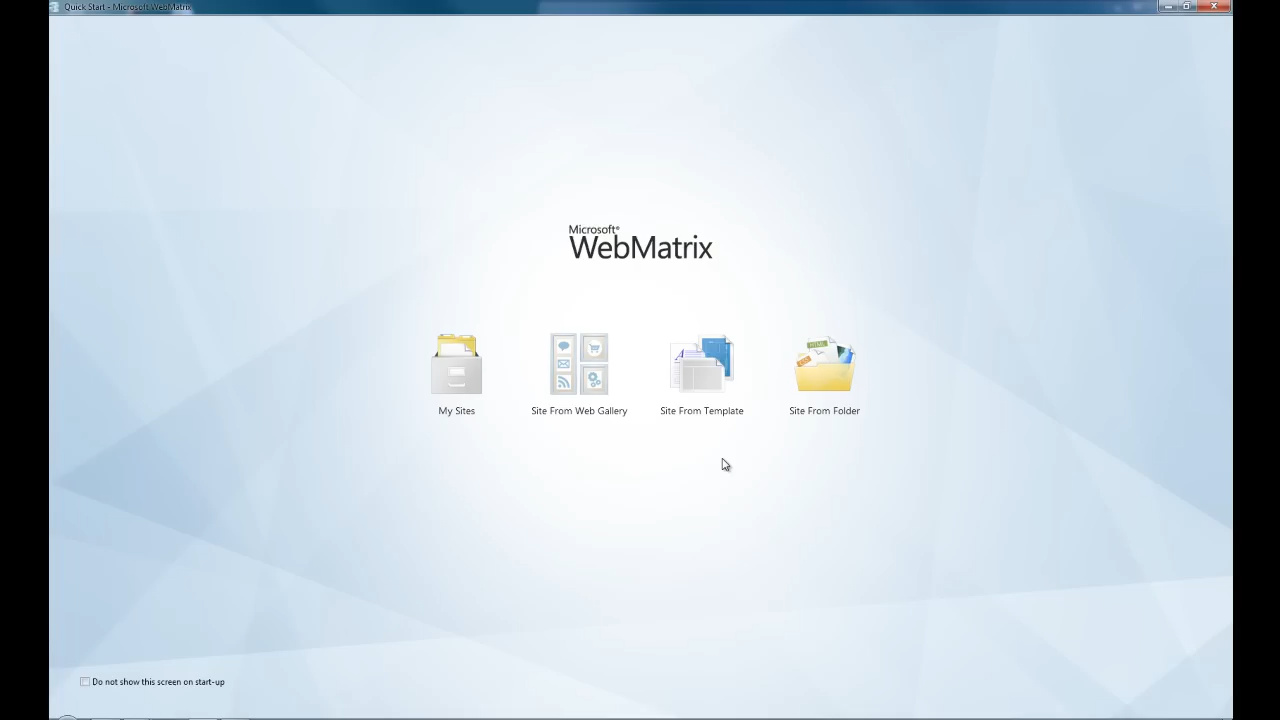 Quick Start - Microsoft WebMatrix
Microsoft®
WebMatrix
My Sites
Site From Web Gallery
Site From Template
Site From Folder
Do not show this screen on start-up